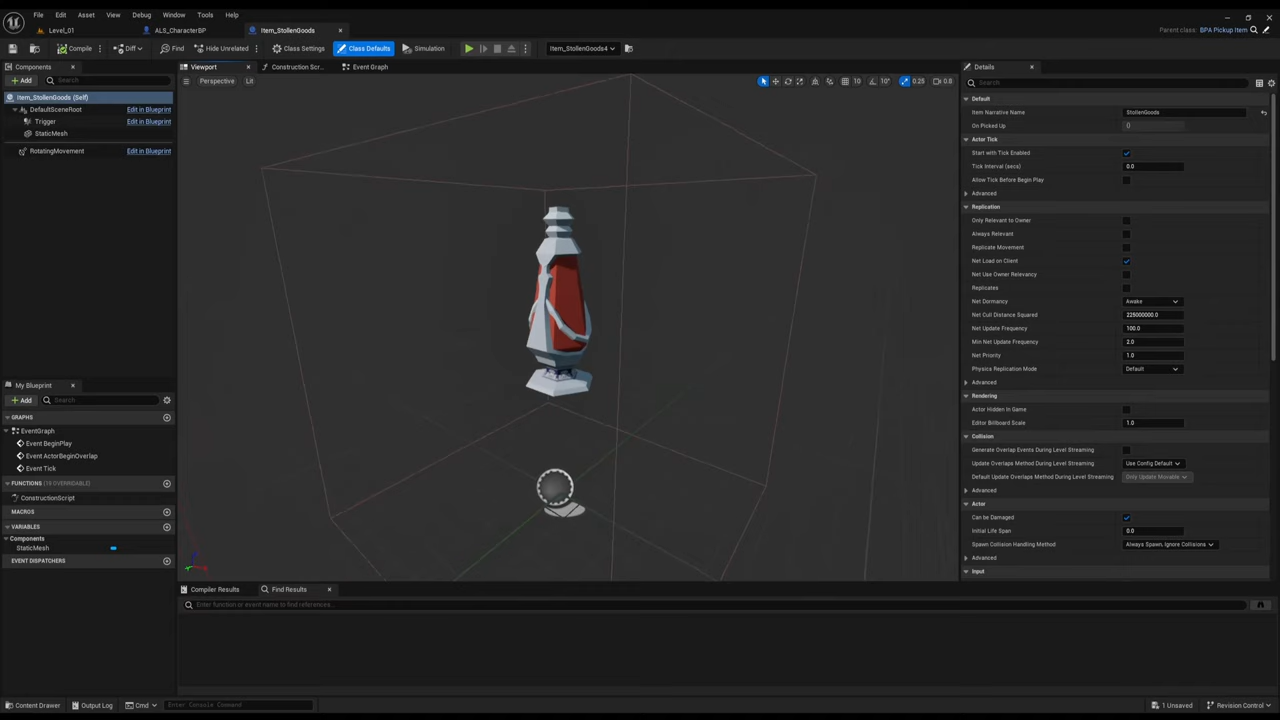 File Edit Asset View Debug Window Tools Help
Level_01 ALS_CharacterBP Item_StollenGoods
Parent class: BPA Pickup Item
Compile Diff Find Hide Unrelated Class Settings Class Defaults Simulation Item_StollenGoods4
Components
Add Search
Item_StollenGoods (Self)
DefaultSceneRoot Edit in Blueprint
Trigger Edit in Blueprint
StaticMesh
RotatingMovement Edit in Blueprint
My Blueprint
Add Search
GRAPHS
EventGraph
Event BeginPlay
Event ActorBeginOverlap
Event Tick
FUNCTIONS (19 OVERRIDABLE)
ConstructionScript
MACROS
VARIABLES
Components
StaticMesh
EVENT DISPATCHERS
Viewport Construction Scr... Event Graph
Perspective Lit 10 10° 0.25 0.8
Compiler Results Find Results
Enter function or event name to find references...
Details
Search
Default
Item Narrative Name StollenGoods
On Picked Up ()
Actor Tick
Start with Tick Enabled
Tick Interval (secs) 0.0
Allow Tick Before Begin Play
Advanced
Replication
Only Relevant to Owner
Always Relevant
Replicate Movement
Net Load on Client
Net Use Owner Relevancy
Replicates
Net Dormancy Awake
Net Cull Distance Squared 225000000.0
Net Update Frequency 100.0
Min Net Update Frequency 2.0
Net Priority 1.0
Physics Replication Mode Default
Advanced
Rendering
Actor Hidden In Game
Editor Billboard Scale 1.0
Collision
Generate Overlap Events During Level Streaming
Update Overlaps Method During Level Streaming Use Config Default
Default Update Overlaps Method During Level Streaming Only Update Movable
Advanced
Actor
Can be Damaged
Initial Life Span 0.0
Spawn Collision Handling Method Always Spawn, Ignore Collisions
Advanced
Input
Content Drawer Output Log Cmd Enter Console Command 1 Unsaved Revision Control